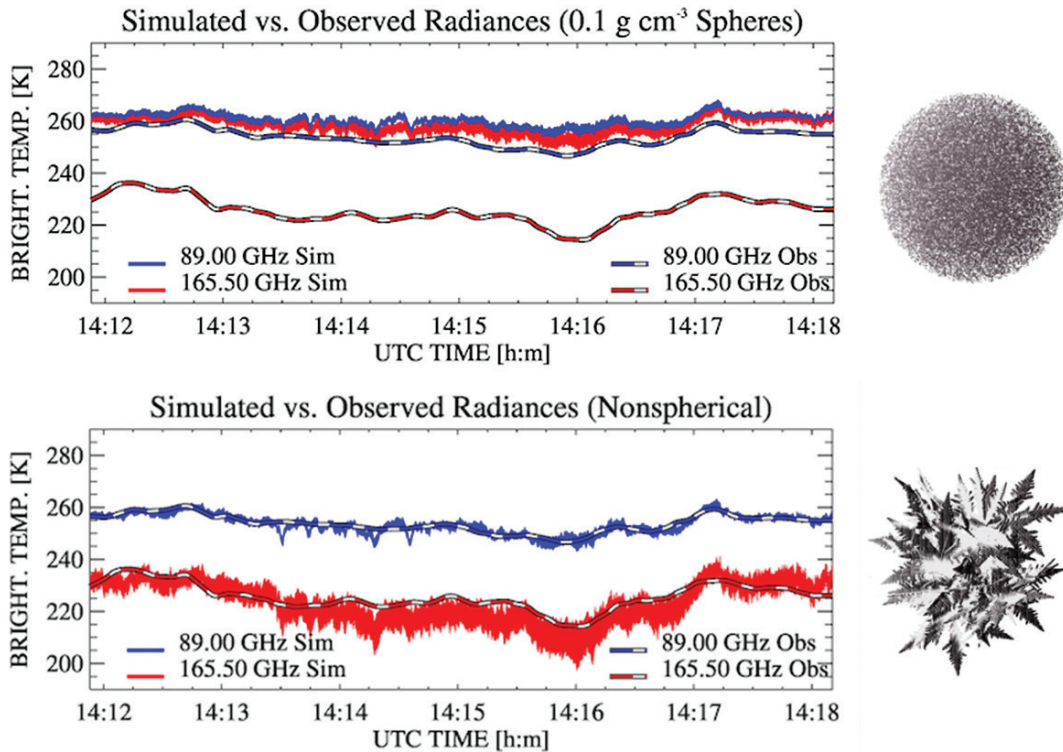 Simulated vs. Observed Radiances (0.1 g cm⁻³ Spheres)
BRIGHT. TEMP. [K]
280
260
240
220
200
89.00 GHz Sim
165.50 GHz Sim
89.00 GHz Obs
165.50 GHz Obs
14:12 14:13 14:14 14:15 14:16 14:17 14:18
UTC TIME [h:m]
Simulated vs. Observed Radiances (Nonspherical)
BRIGHT. TEMP. [K]
280
260
240
220
200
89.00 GHz Sim
165.50 GHz Sim
89.00 GHz Obs
165.50 GHz Obs
14:12 14:13 14:14 14:15 14:16 14:17 14:18
UTC TIME [h:m]